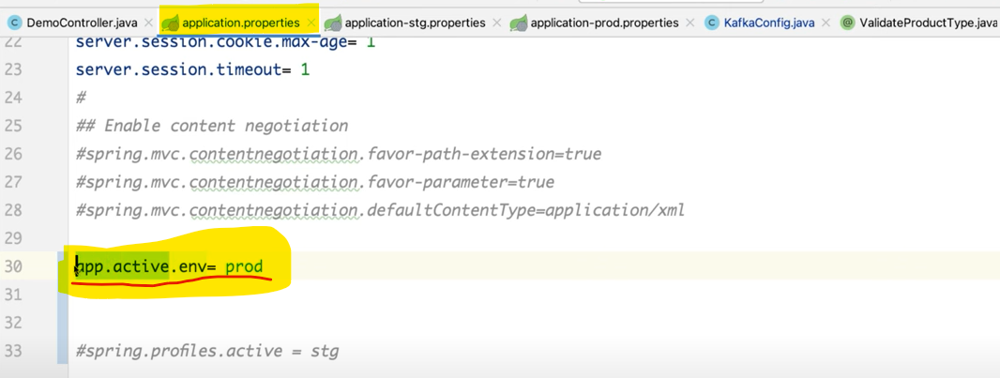 DemoController.java × application.properties × application-stg.properties × application-prod.properties × KafkaConfig.java × ValidateProductType.java
22 server.session.cookie.max-age= 1
23 server.session.timeout= 1
24 #
25 ## Enable content negotiation
26 #spring.mvc.contentnegotiation.favor-path-extension=true
27 #spring.mvc.contentnegotiation.favor-parameter=true
28 #spring.mvc.contentnegotiation.defaultContentType=application/xml
29
30 app.active.env= prod
31
32
33 #spring.profiles.active = stg